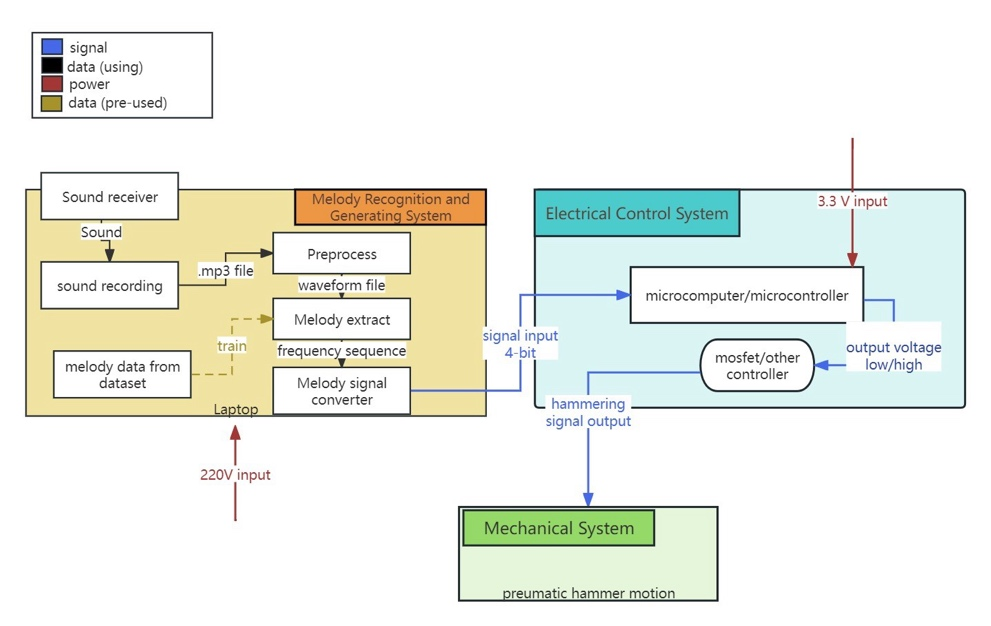 signal
data (using)
power
data (pre-used)
Sound receiver
Melody Recognition and
Generating System
Sound
Preprocess
.mp3 file
sound recording
waveform file
Melody extract
train
frequency sequence
melody data from
dataset
Melody signal
converter
Laptop
220V input
signal input
4-bit
Electrical Control System
3.3 V input
microcomputer/microcontroller
output voltage
low/high
mosfet/other
controller
hammering
signal output
Mechanical System
preumatic hammer motion